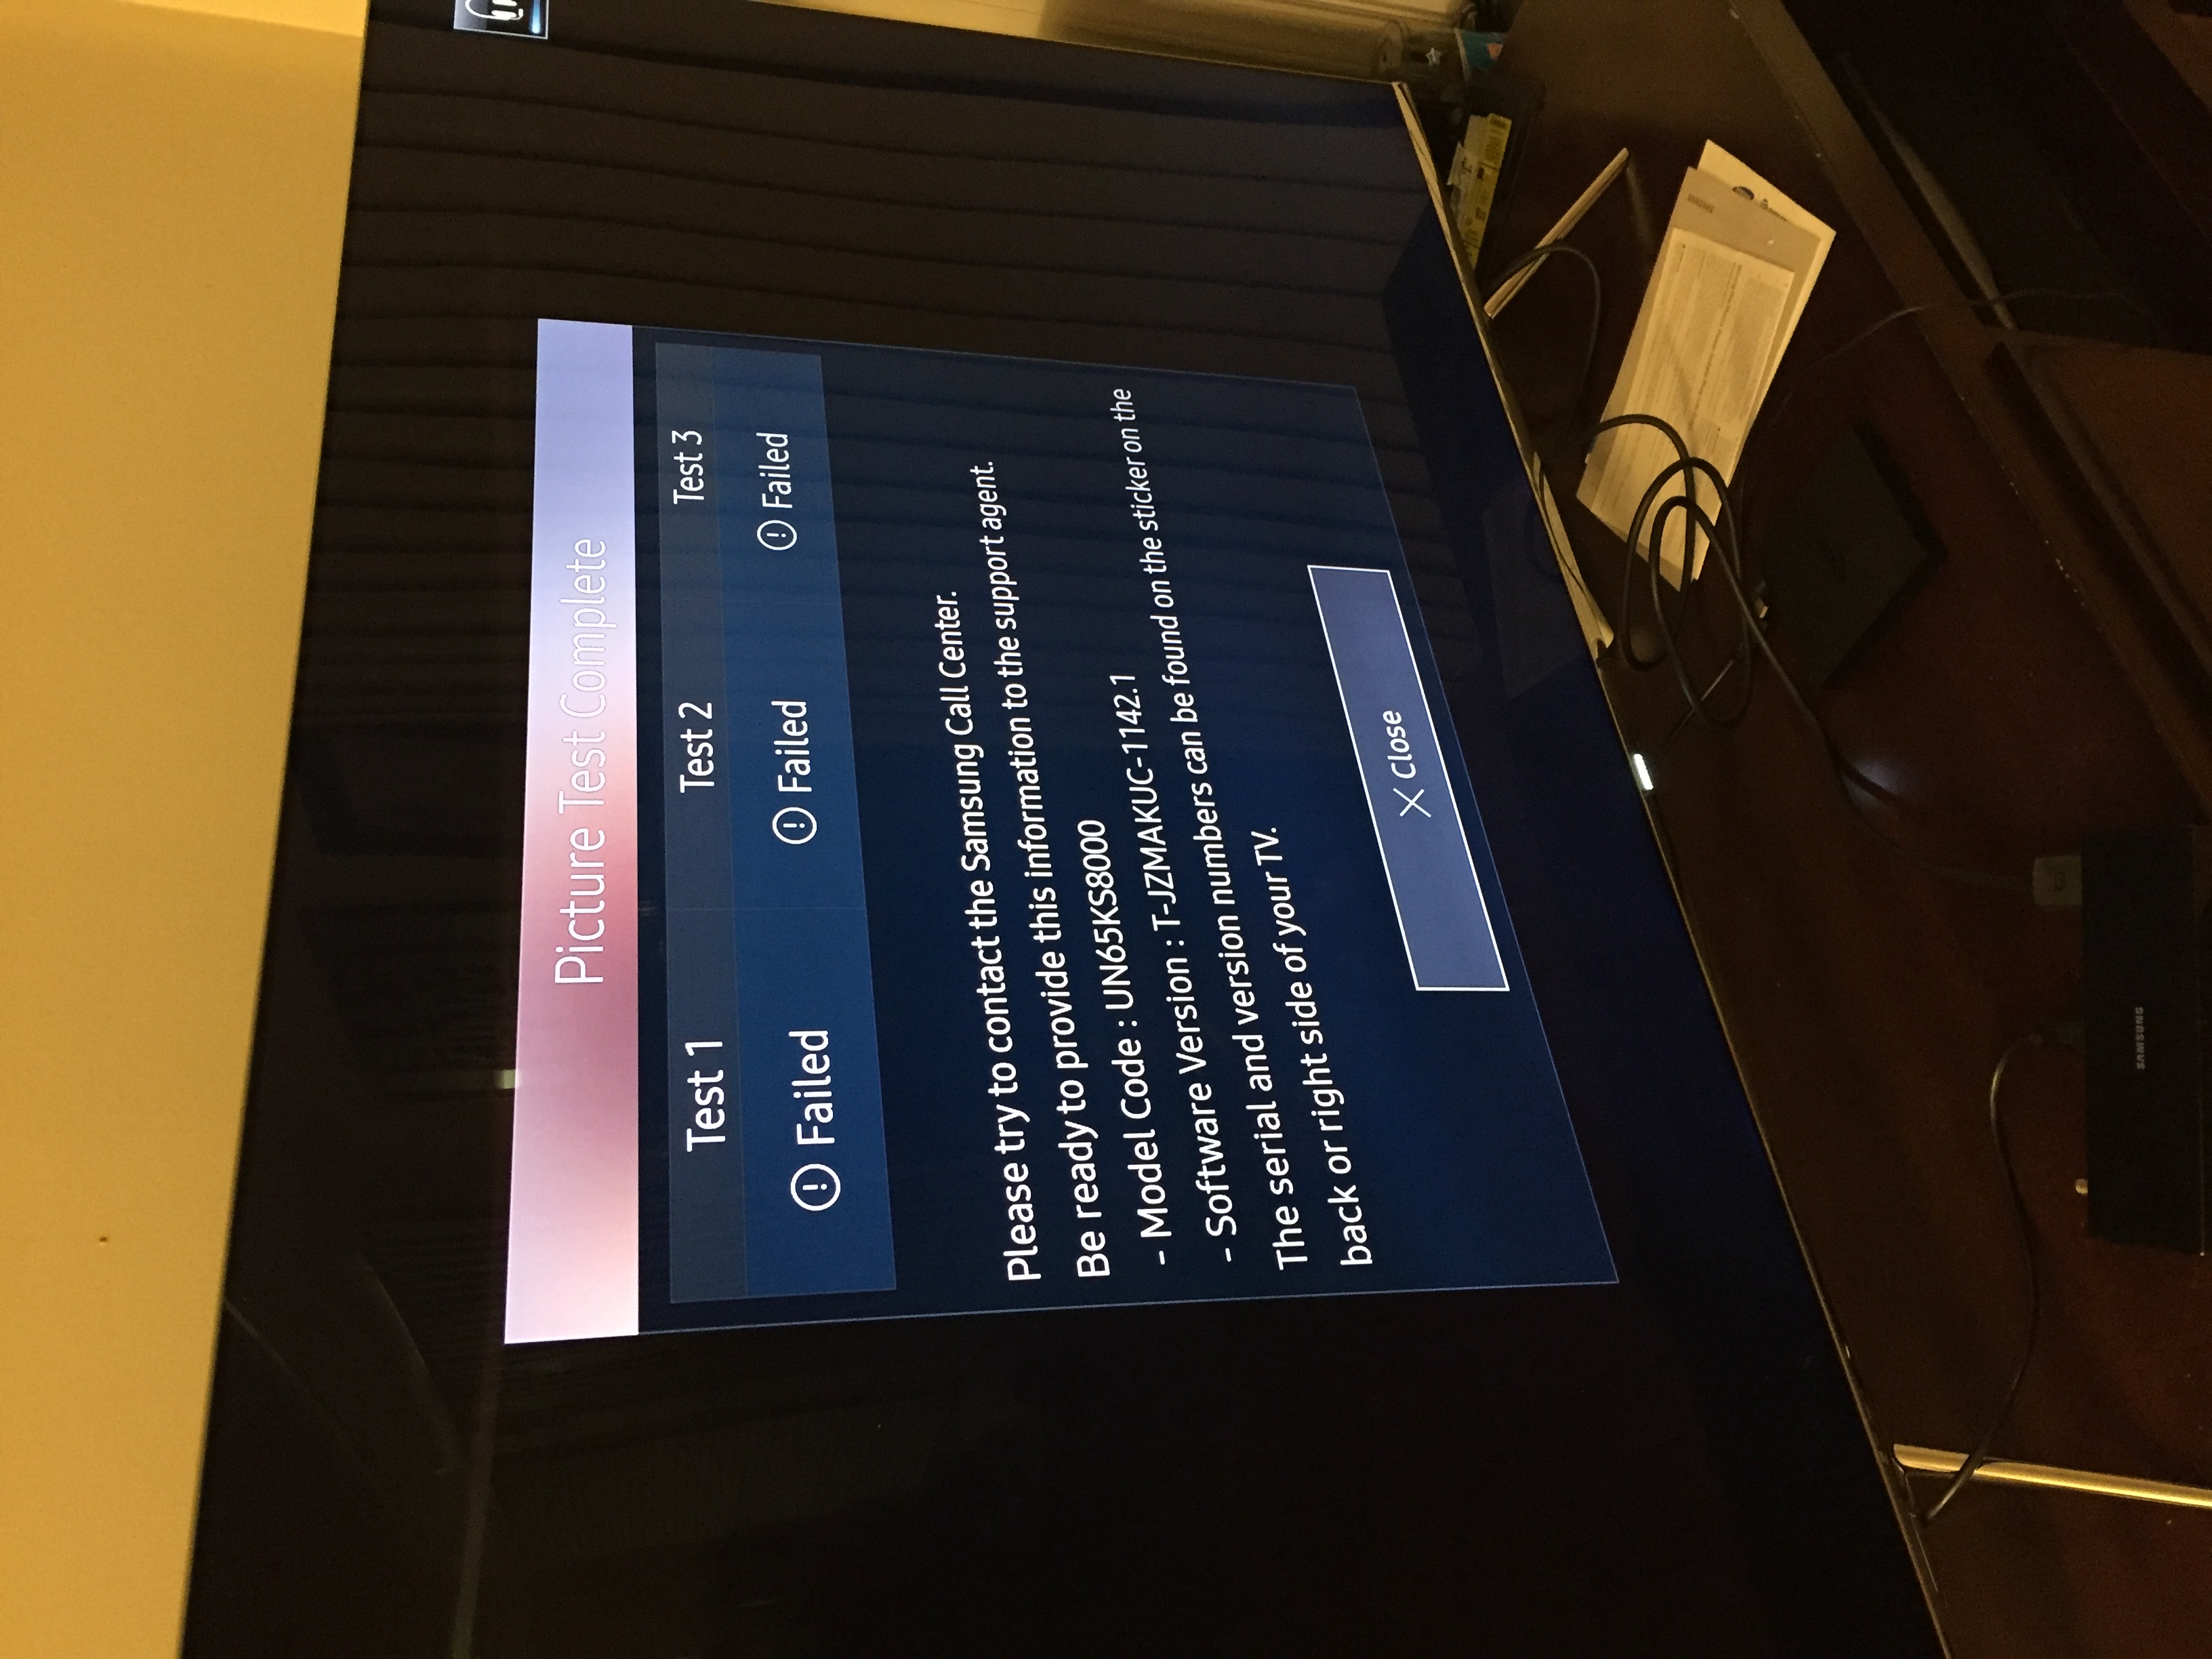 Picture Test Complete
Test 1 Test 2 Test 3
! Failed ! Failed ! Failed
Please try to contact the Samsung Call Center.
Be ready to provide this information to the support agent.
- Model Code : UN65KS8000
- Software Version : T-JZMAKUC-1142.1
The serial and version numbers can be found on the sticker on the
back or right side of your TV.
Close
SAMSUNG